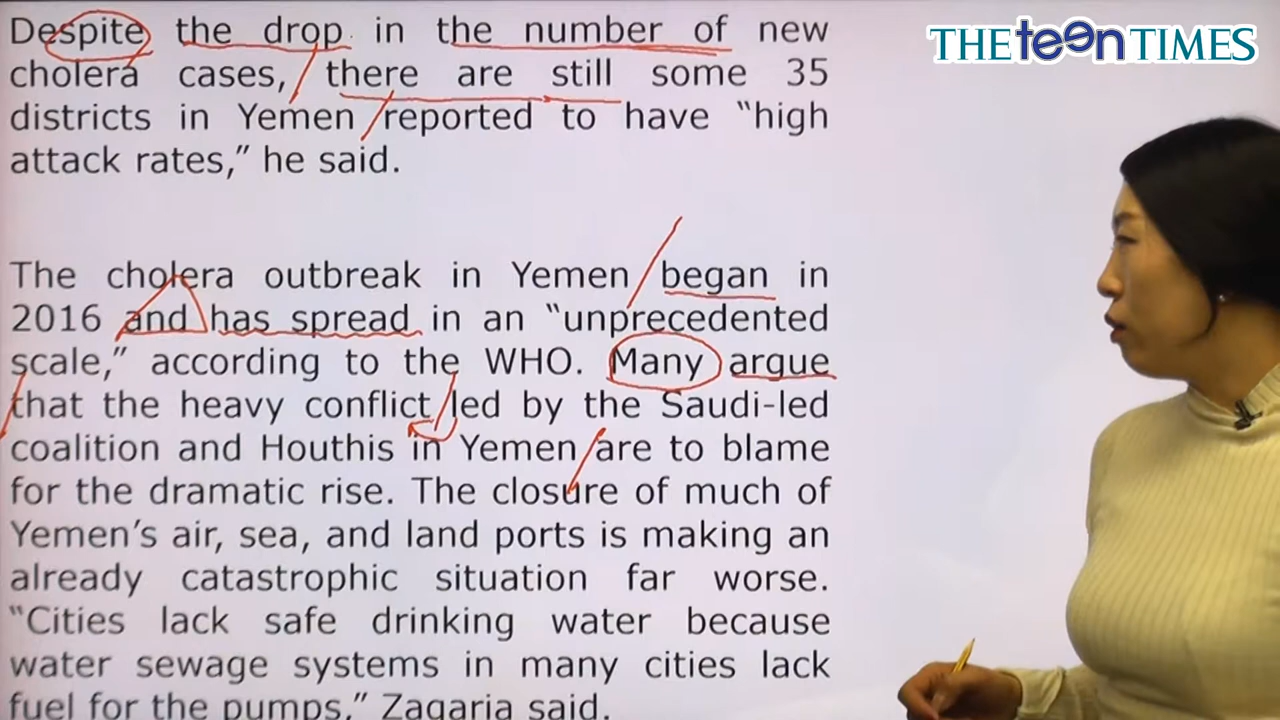 THE teen TIMES
Despite the drop in the number of new
cholera cases, there are still some 35
districts in Yemen reported to have “high
attack rates,” he said.
The cholera outbreak in Yemen began in
2016 and has spread in an “unprecedented
scale,” according to the WHO. Many argue
that the heavy conflict led by the Saudi-led
coalition and Houthis in Yemen are to blame
for the dramatic rise. The closure of much of
Yemen’s air, sea, and land ports is making an
already catastrophic situation far worse.
“Cities lack safe drinking water because
water sewage systems in many cities lack
fuel for the pumps,” Zagaria said.